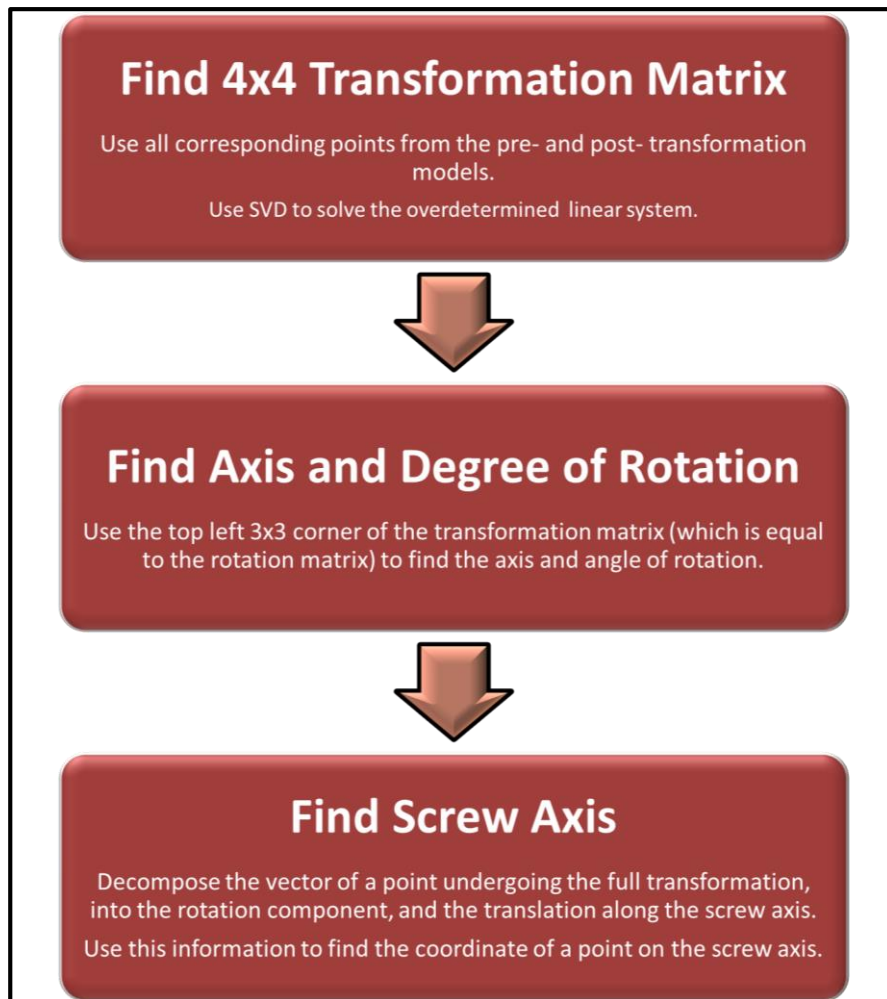 Find 4x4 Transformation Matrix
Use all corresponding points from the pre- and post- transformation
models.
Use SVD to solve the overdetermined linear system.
Find Axis and Degree of Rotation
Use the top left 3x3 corner of the transformation matrix (which is equal
to the rotation matrix) to find the axis and angle of rotation.
Find Screw Axis
Decompose the vector of a point undergoing the full transformation,
into the rotation component, and the translation along the screw axis.
Use this information to find the coordinate of a point on the screw axis.